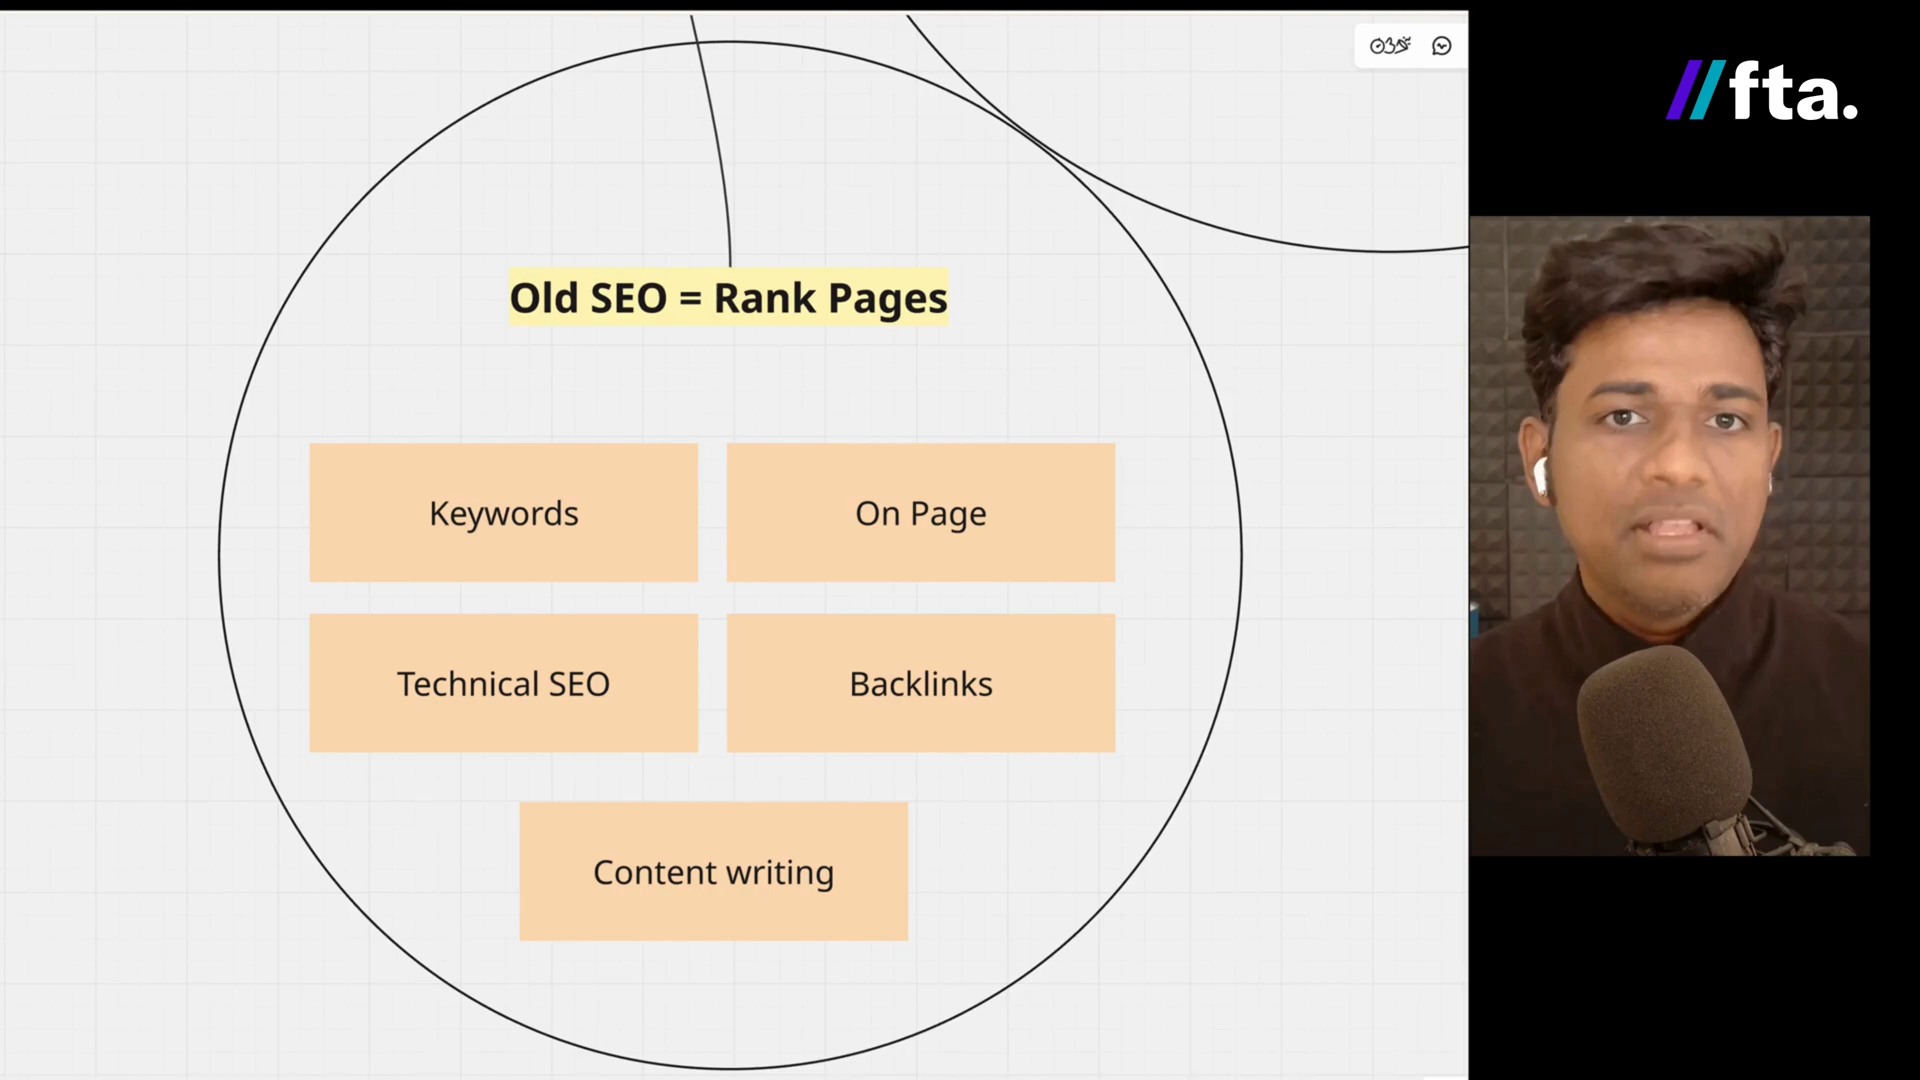 fta.
Old SEO = Rank Pages
Keywords
On Page
Technical SEO
Backlinks
Content writing